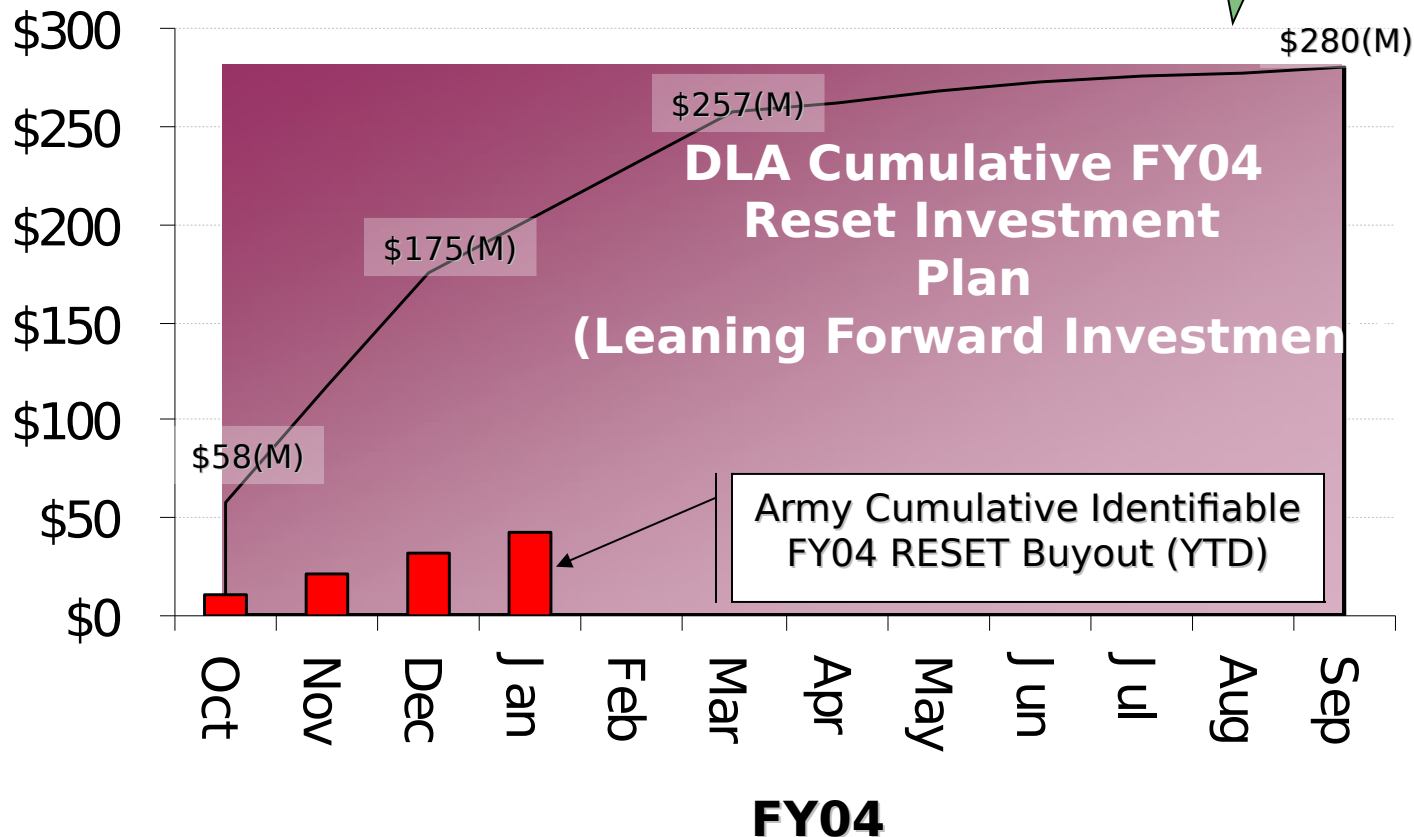 $300
$280(M)
$257(M)
$250
DLA Cumulative FY04
Reset Investment
Plan
(Leaning Forward Investmen
$200
$175(M)
$150
$100
$58(M)
$50
Army Cumulative Identifiable
FY04 RESET Buyout (YTD)
$0
Oct
Nov
Dec
Jan
Feb
Mar
Apr
May
Jun
Jul
Aug
Sep
FY04